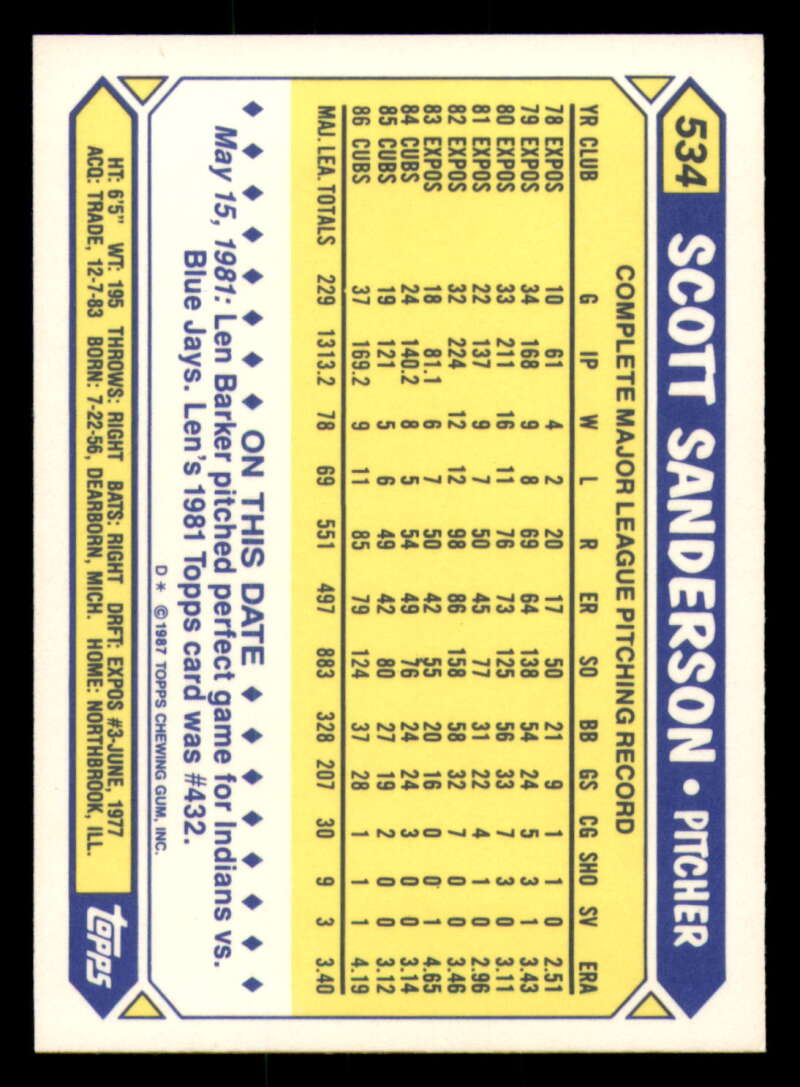 534 SCOTT SANDERSON • PITCHER
COMPLETE MAJOR LEAGUE PITCHING RECORD
YR CLUB G IP W L R ER SO BB GS CG SHO SV ERA
78 EXPOS 10 61 4 2 20 17 50 21 9 1 1 0 2.51
79 EXPOS 34 168 9 8 69 64 138 54 24 5 3 1 3.43
80 EXPOS 33 211 16 11 76 73 125 56 33 7 3 0 3.11
81 EXPOS 22 137 9 7 50 45 77 31 22 4 1 0 2.96
82 EXPOS 32 224 12 12 98 86 158 58 32 7 0 0 3.46
83 EXPOS 18 81.1 6 7 50 42 55 20 16 0 0 1 4.65
84 CUBS 24 140.2 8 5 54 49 76 24 24 3 0 0 3.14
85 CUBS 19 121 5 6 49 42 80 27 19 2 0 0 3.12
86 CUBS 37 169.2 9 11 85 79 124 37 28 1 1 1 4.19
MAJ. LEA. TOTALS 229 1313.2 78 69 551 497 883 328 207 30 9 3 3.40
ON THIS DATE
May 15, 1981: Len Barker pitched perfect game for Indians vs.
Blue Jays. Len's 1981 Topps card was #432.
D* ©1987 TOPPS CHEWING GUM, INC.
HT: 6'5" WT: 195 THROWS: RIGHT BATS: RIGHT DRFT: EXPOS #3-JUNE, 1977
ACQ: TRADE, 12-7-83 BORN: 7-22-56, DEARBORN, MICH. HOME: NORTHBROOK, ILL.
TOPPS